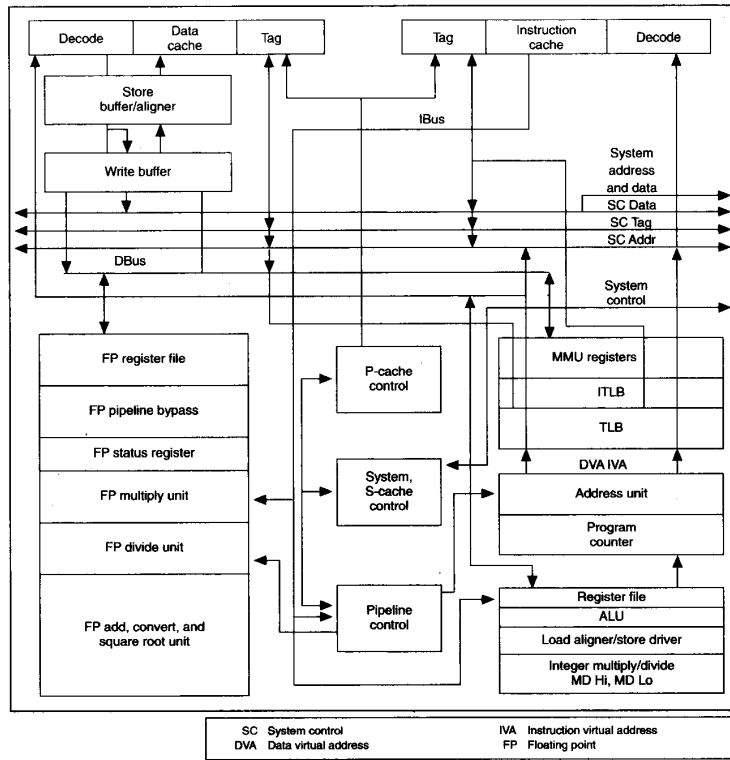 Decode
Data
cache
Tag
Tag
Instruction
cache
Decode
Store
buffer/aligner
IBus
Write buffer
System
address
and data
SC Data
SC Tag
SC Addr
DBus
System
control
FP register file
FP pipeline bypass
FP status register
FP multiply unit
FP divide unit
FP add, convert, and
square root unit
P-cache
control
System,
S-cache
control
Pipeline
control
MMU registers
ITLB
TLB
DVA IVA
Address unit
Program
counter
Register file
ALU
Load aligner/store driver
Integer multiply/divide
MD Hi, MD Lo
SC System control
IVA Instruction virtual address
DVA Data virtual address
FP Floating point